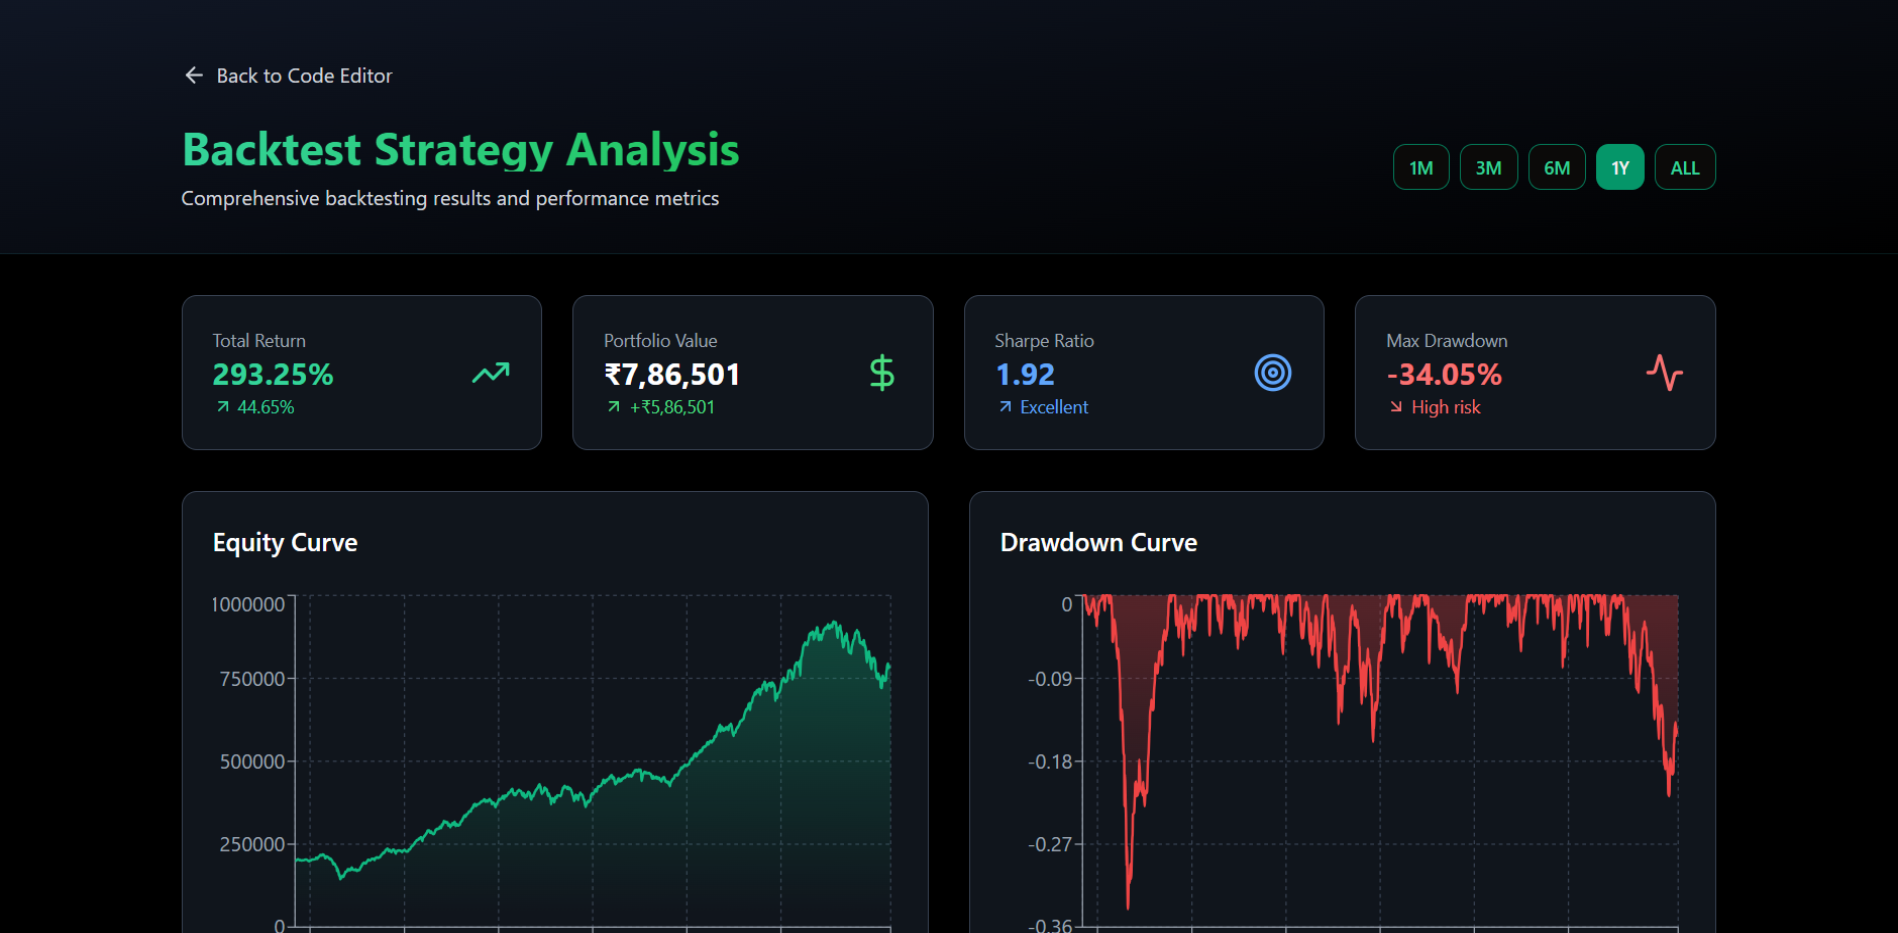 Back to Code Editor
Backtest Strategy Analysis
Comprehensive backtesting results and performance metrics
1M 3M 6M 1Y ALL
Total Return
293.25%
44.65%
Portfolio Value
₹7,86,501
+₹5,86,501
Sharpe Ratio
1.92
Excellent
Max Drawdown
-34.05%
High risk
Equity Curve
1000000
750000
500000
250000
0
Drawdown Curve
0
-0.09
-0.18
-0.27
-0.36